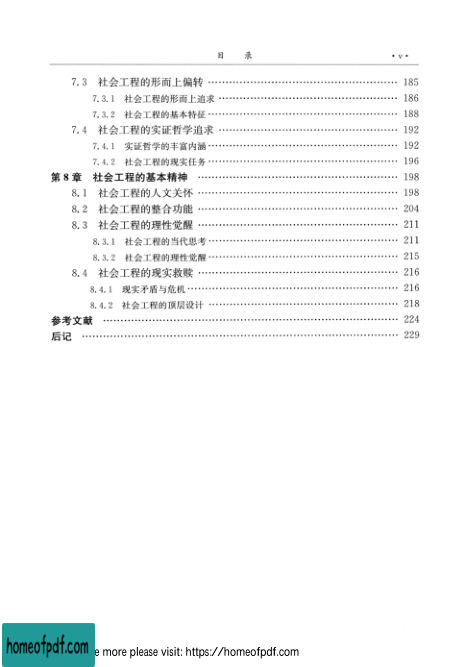 目 录 ·v·
7.3 社会工程的形而上偏转 …… 185
7.3.1 社会工程的形而上追求 …… 186
7.3.2 社会工程的基本特征 …… 188
7.4 社会工程的实证哲学追求 …… 192
7.4.1 实证哲学的丰富内涵 …… 192
7.4.2 社会工程的现实任务 …… 196
第8章 社会工程的基本精神 …… 198
8.1 社会工程的人文关怀 …… 198
8.2 社会工程的整合功能 …… 204
8.3 社会工程的理性觉醒 …… 211
8.3.1 社会工程的当代思考 …… 211
8.3.2 社会工程的理性觉醒 …… 215
8.4 社会工程的现实救赎 …… 216
8.4.1 现实矛盾与危机 …… 216
8.4.2 社会工程的顶层设计 …… 218
参考文献 …… 224
后记 …… 229
homeofpdf.com
e more please visit: https://homeofpdf.com